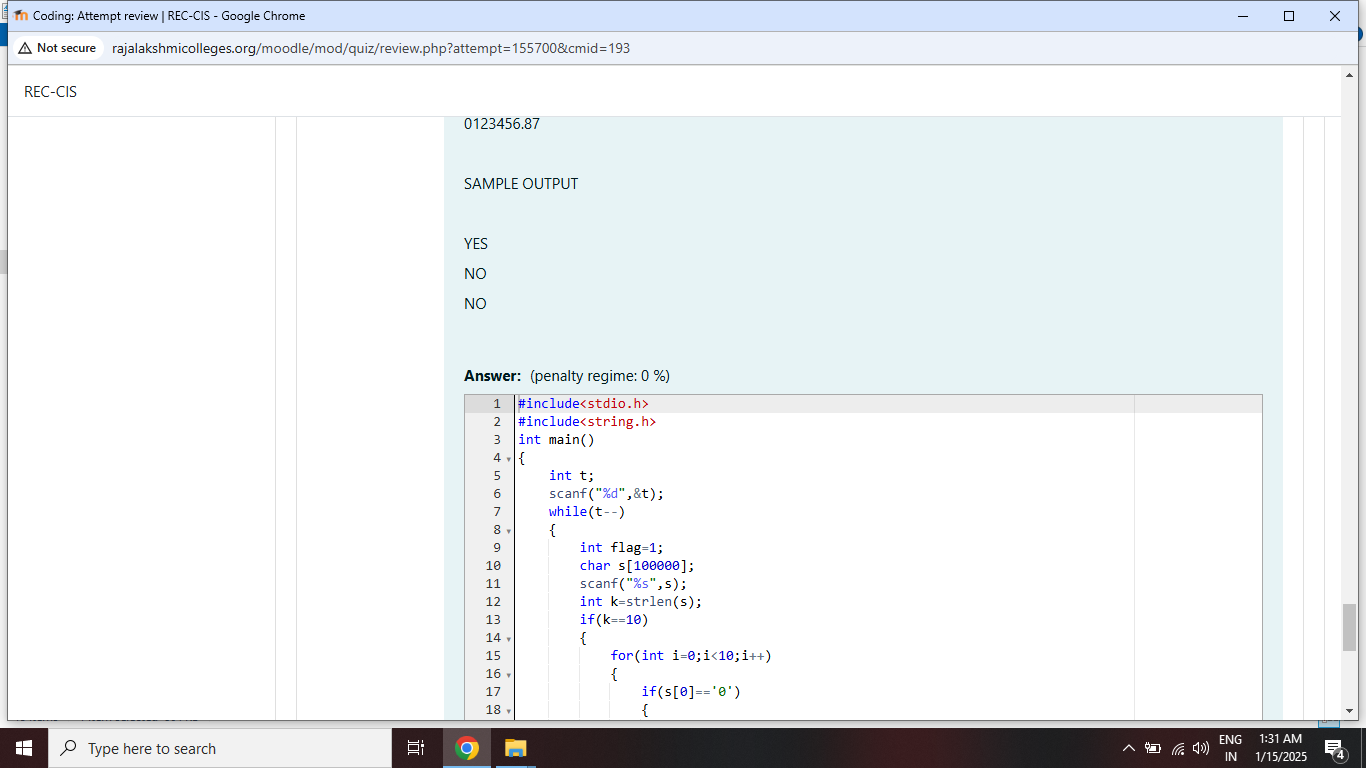 Coding: Attempt review | REC-CIS - Google Chrome
Not secure
rajalakshmicolleges.org/moodle/mod/quiz/review.php?attempt=155700&cmid=193
REC-CIS
0123456.87
SAMPLE OUTPUT
YES
NO
NO
Answer: (penalty regime: 0 %)
1 #include<stdio.h>
2 #include<string.h>
3 int main()
4 {
5     int t;
6     scanf("%d",&t);
7     while(t--)
8     {
9         int flag=1;
10         char s[100000];
11         scanf("%s",s);
12         int k=strlen(s);
13         if(k==10)
14         {
15             for(int i=0;i<10;i++)
16             {
17                 if(s[0]=='0')
18                 {
Type here to search
ENG
IN
1:31 AM
1/15/2025
4